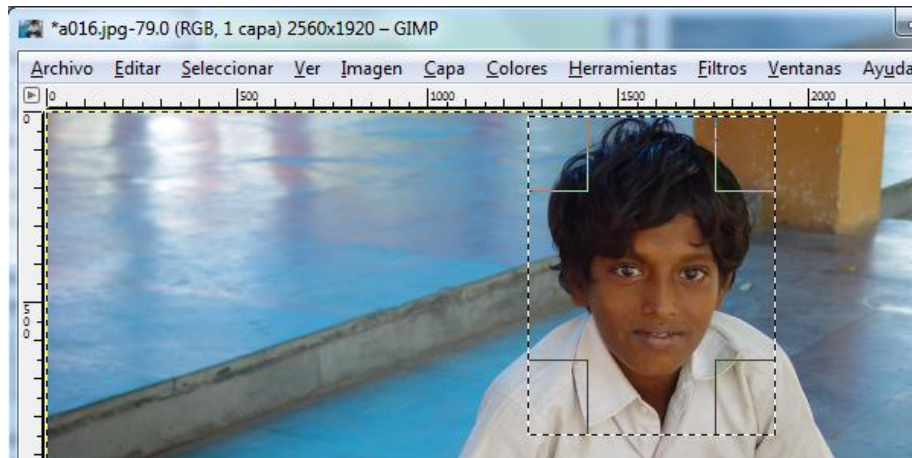 *a016.jpg-79.0 (RGB, 1 capa) 2560x1920 – GIMP
Archivo Editar Seleccionar Ver Imagen Capa Colores Herramientas Filtros Ventanas Ayuda
0 500 1000 1500 2000
0
500